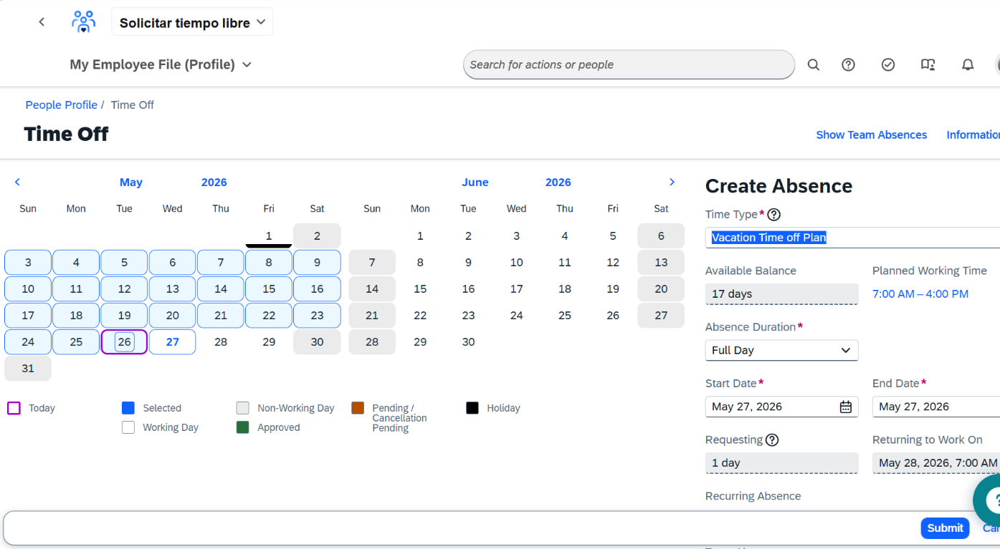 Solicitar tiempo libre
My Employee File (Profile)
Search for actions or people
People Profile / Time Off
Time Off
Show Team Absences
May 2026
June 2026
Sun Mon Tue Wed Thu Fri Sat
Sun Mon Tue Wed Thu Fri Sat
1 2
1 2 3 4 5 6
3 4 5 6 7 8 9
7 8 9 10 11 12 13
10 11 12 13 14 15 16
14 15 16 17 18 19 20
17 18 19 20 21 22 23
21 22 23 24 25 26 27
24 25 26 27 28 29 30
28 29 30
31
Today
Selected
Non-Working Day
Pending /
Cancellation
Pending
Holiday
Working Day
Approved
Create Absence
Time Type*
Vacation Time off Plan
Available Balance
Planned Working Time
17 days
7:00 AM – 4:00 PM
Absence Duration*
Full Day
Start Date*
End Date*
May 27, 2026
May 27, 2026
Requesting
Returning to Work On
1 day
May 28, 2026, 7:00 AM
Recurring Absence
Submit